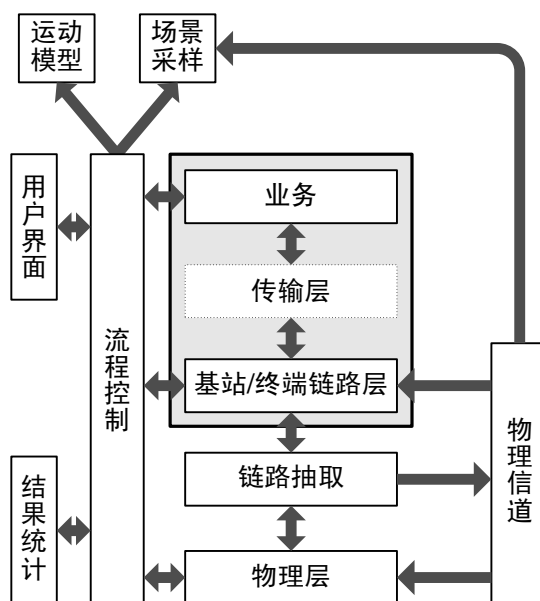 运动
模型
场景
采样
用户界面
流程控制
业务
传输层
基站/终端链路层
链路抽取
物理层
结果统计
物理信道